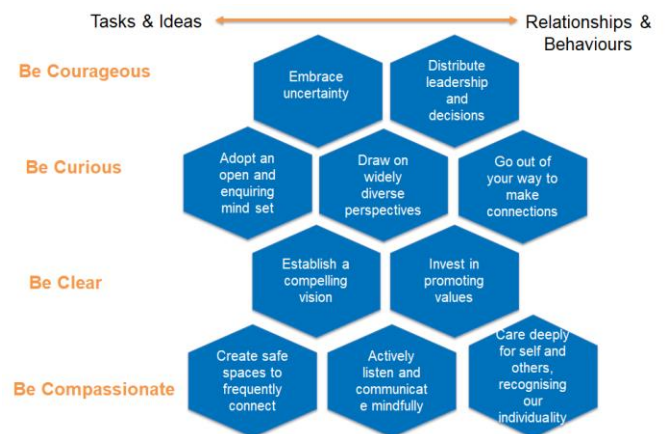 Tasks & Ideas
Relationships &
Behaviours
Be Courageous
Embrace
uncertainty
Distribute
leadership
and
decisions
Be Curious
Adopt an
open and
enquiring
mind set
Draw on
widely
diverse
perspectives
Go out of
your way to
make
connections
Be Clear
Establish a
compelling
vision
Invest in
promoting
values
Be Compassionate
Create safe
spaces to
frequently
connect
Actively
listen and
communicat
e mindfully
Care deeply
for self and
others,
recognising
our
individuality